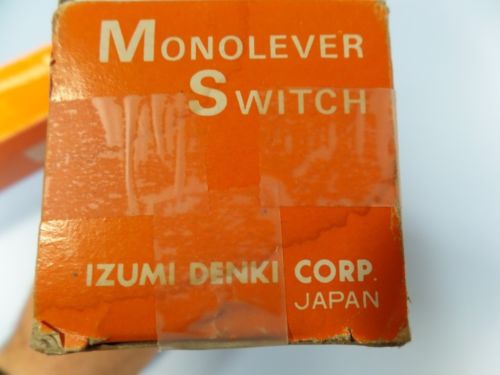 MONOLEVER
SWITCH
IZUMI DENKI CORP.
JAPAN